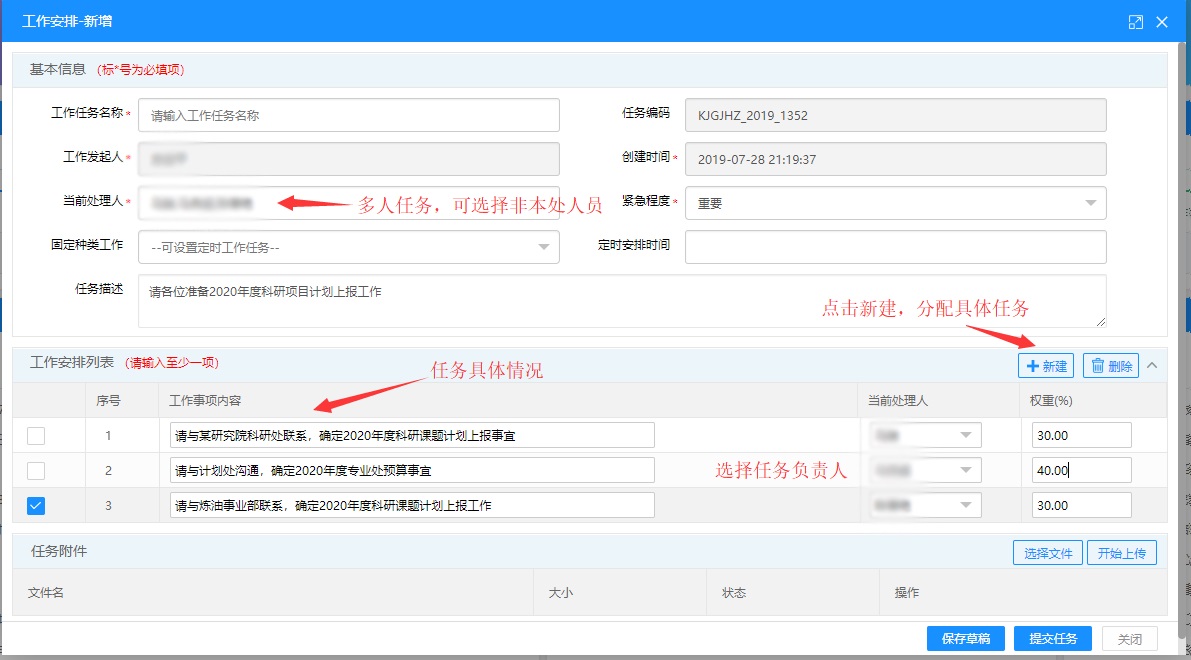 工作安排-新增
基本信息 (标*号为必填项)
工作任务名称* 请输入工作任务名称 任务编码 KJGJHZ_2019_1352
工作发起人* 创建时间* 2019-07-28 21:19:37
当前处理人* 多人任务，可选择非本处人员 紧急程度* 重要
固定种类工作 --可设置定时工作任务-- 定时安排时间
任务描述 请各位准备2020年度科研项目计划上报工作
点击新建，分配具体任务
工作安排列表 (请输入至少一项) 新建 删除
任务具体情况
序号 工作事项内容 当前处理人 权重(%)
1 请与某研究院科研处联系，确定2020年度科研课题计划上报事宜 30.00
2 请与计划处沟通，确定2020年度专业处预算事宜 选择任务负责人 40.00
3 请与炼油事业部联系，确定2020年度科研课题计划上报工作 30.00
任务附件 选择文件 开始上传
文件名 大小 状态 操作
保存草稿 提交任务 关闭